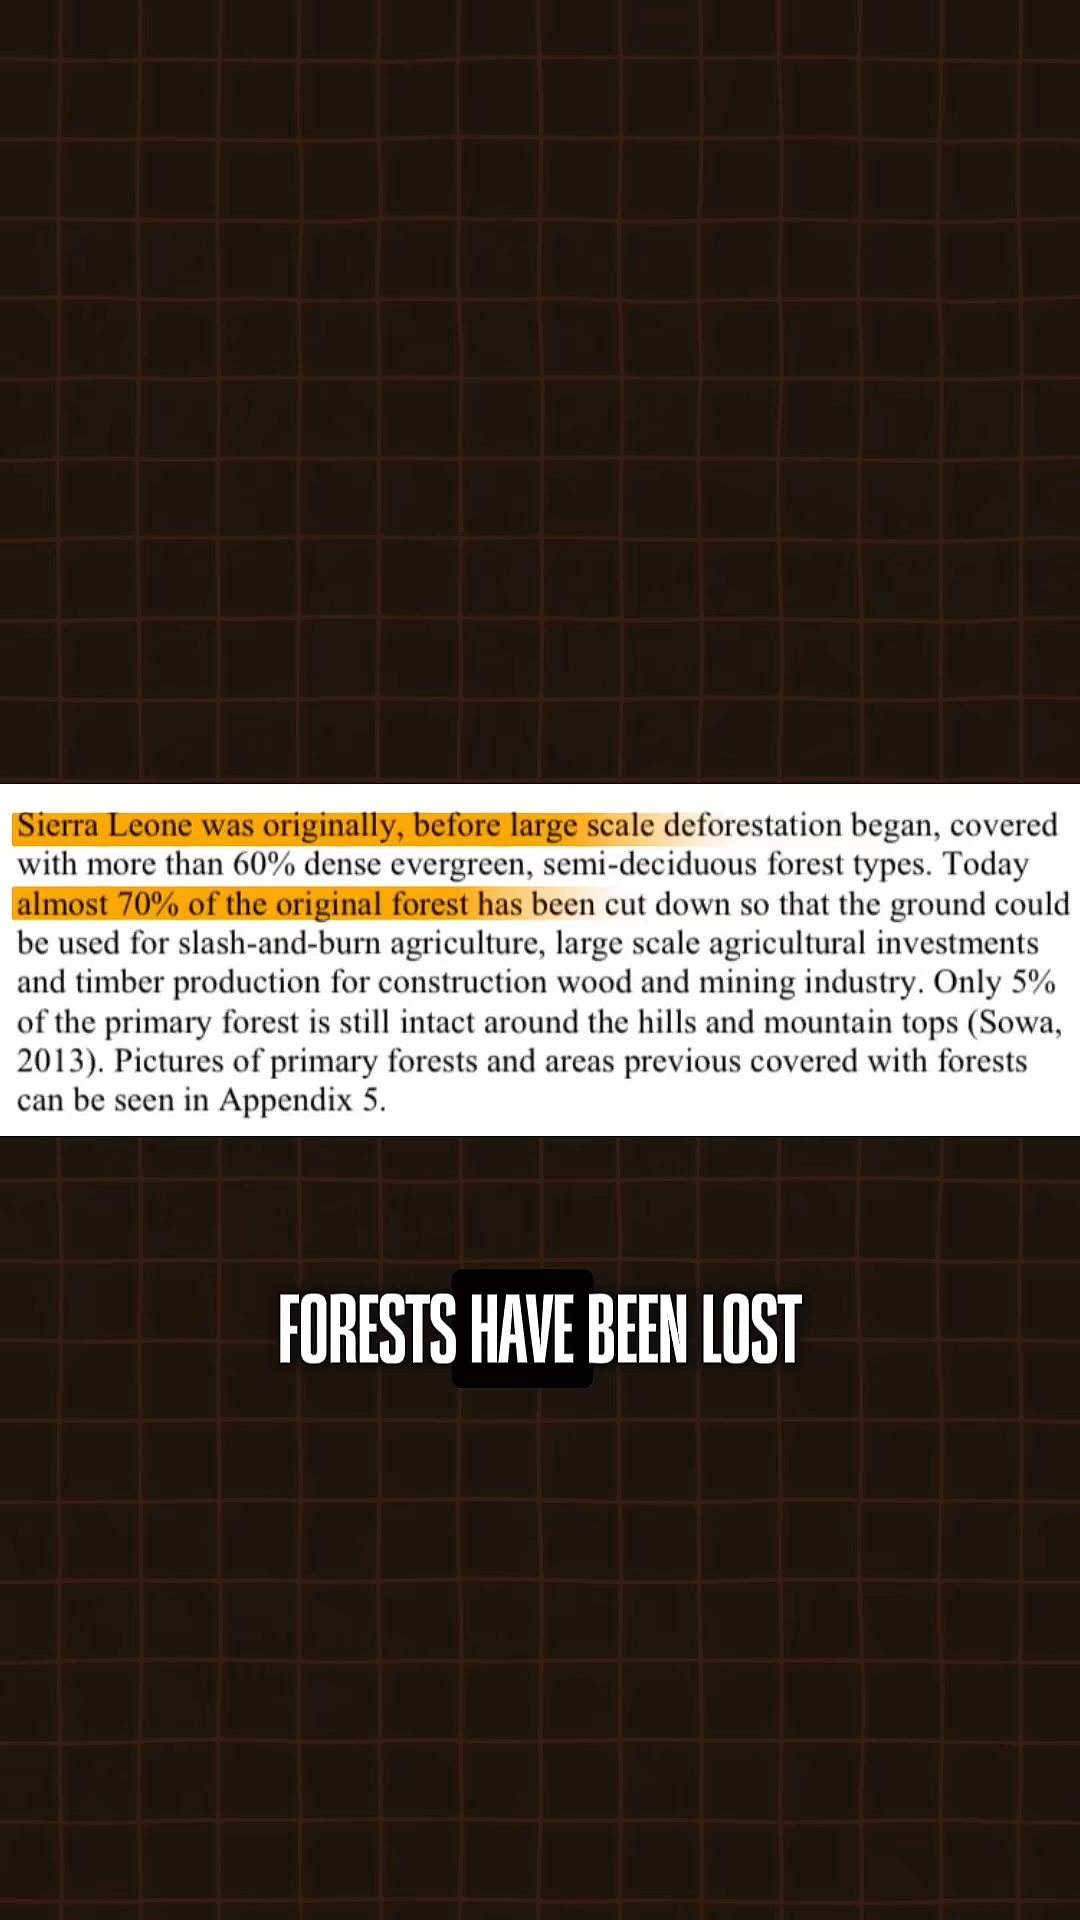 Sierra Leone was originally, before large scale deforestation began, covered
with more than 60% dense evergreen, semi-deciduous forest types. Today
almost 70% of the original forest has been cut down so that the ground could
be used for slash-and-burn agriculture, large scale agricultural investments
and timber production for construction wood and mining industry. Only 5%
of the primary forest is still intact around the hills and mountain tops (Sowa,
2013). Pictures of primary forests and areas previous covered with forests
can be seen in Appendix 5.
FORESTS HAVE BEEN LOST